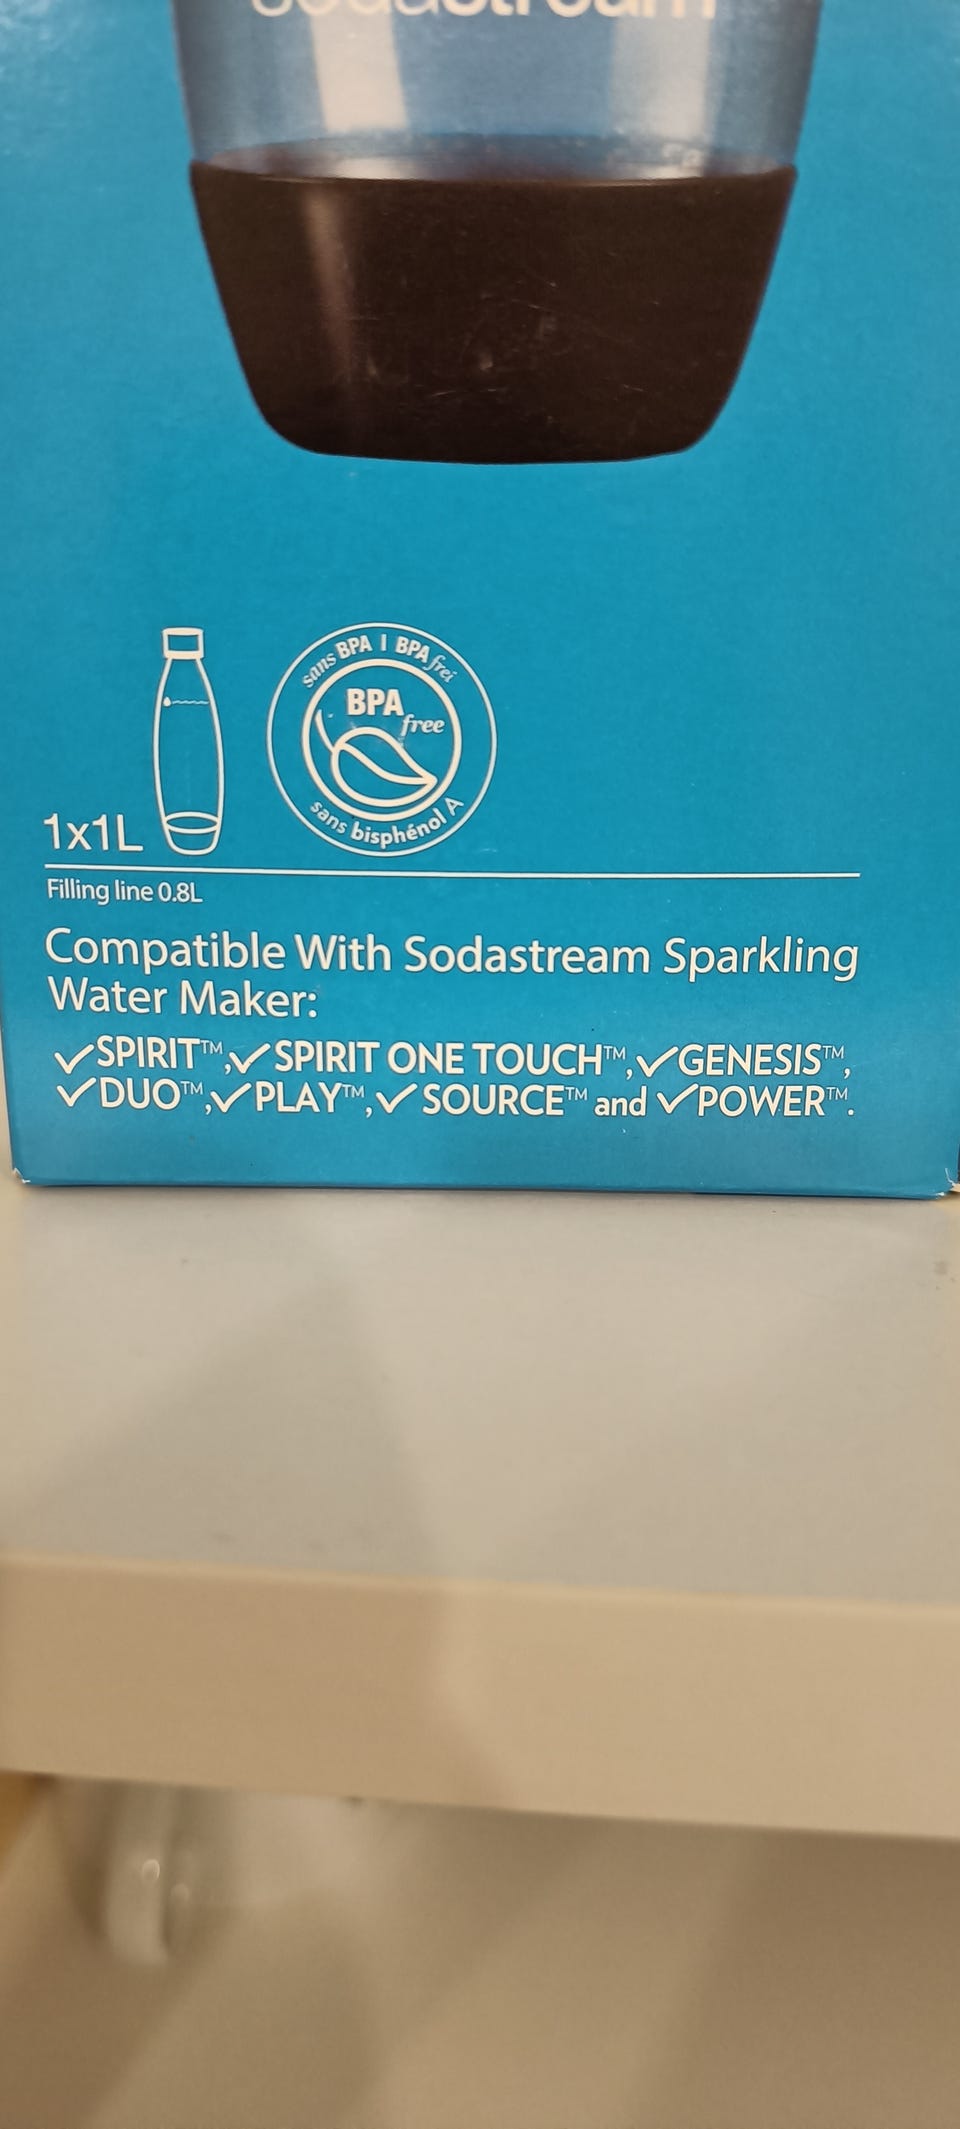 sodastream
sans BPA | BPA frei
BPA
free
sans bisphénol A
1x1L
Filling line 0.8L
Compatible With Sodastream Sparkling
Water Maker:
✓SPIRIT™,✓SPIRIT ONE TOUCH™,✓GENESIS™,
✓DUO™,✓PLAY™,✓SOURCE™ and ✓POWER™.